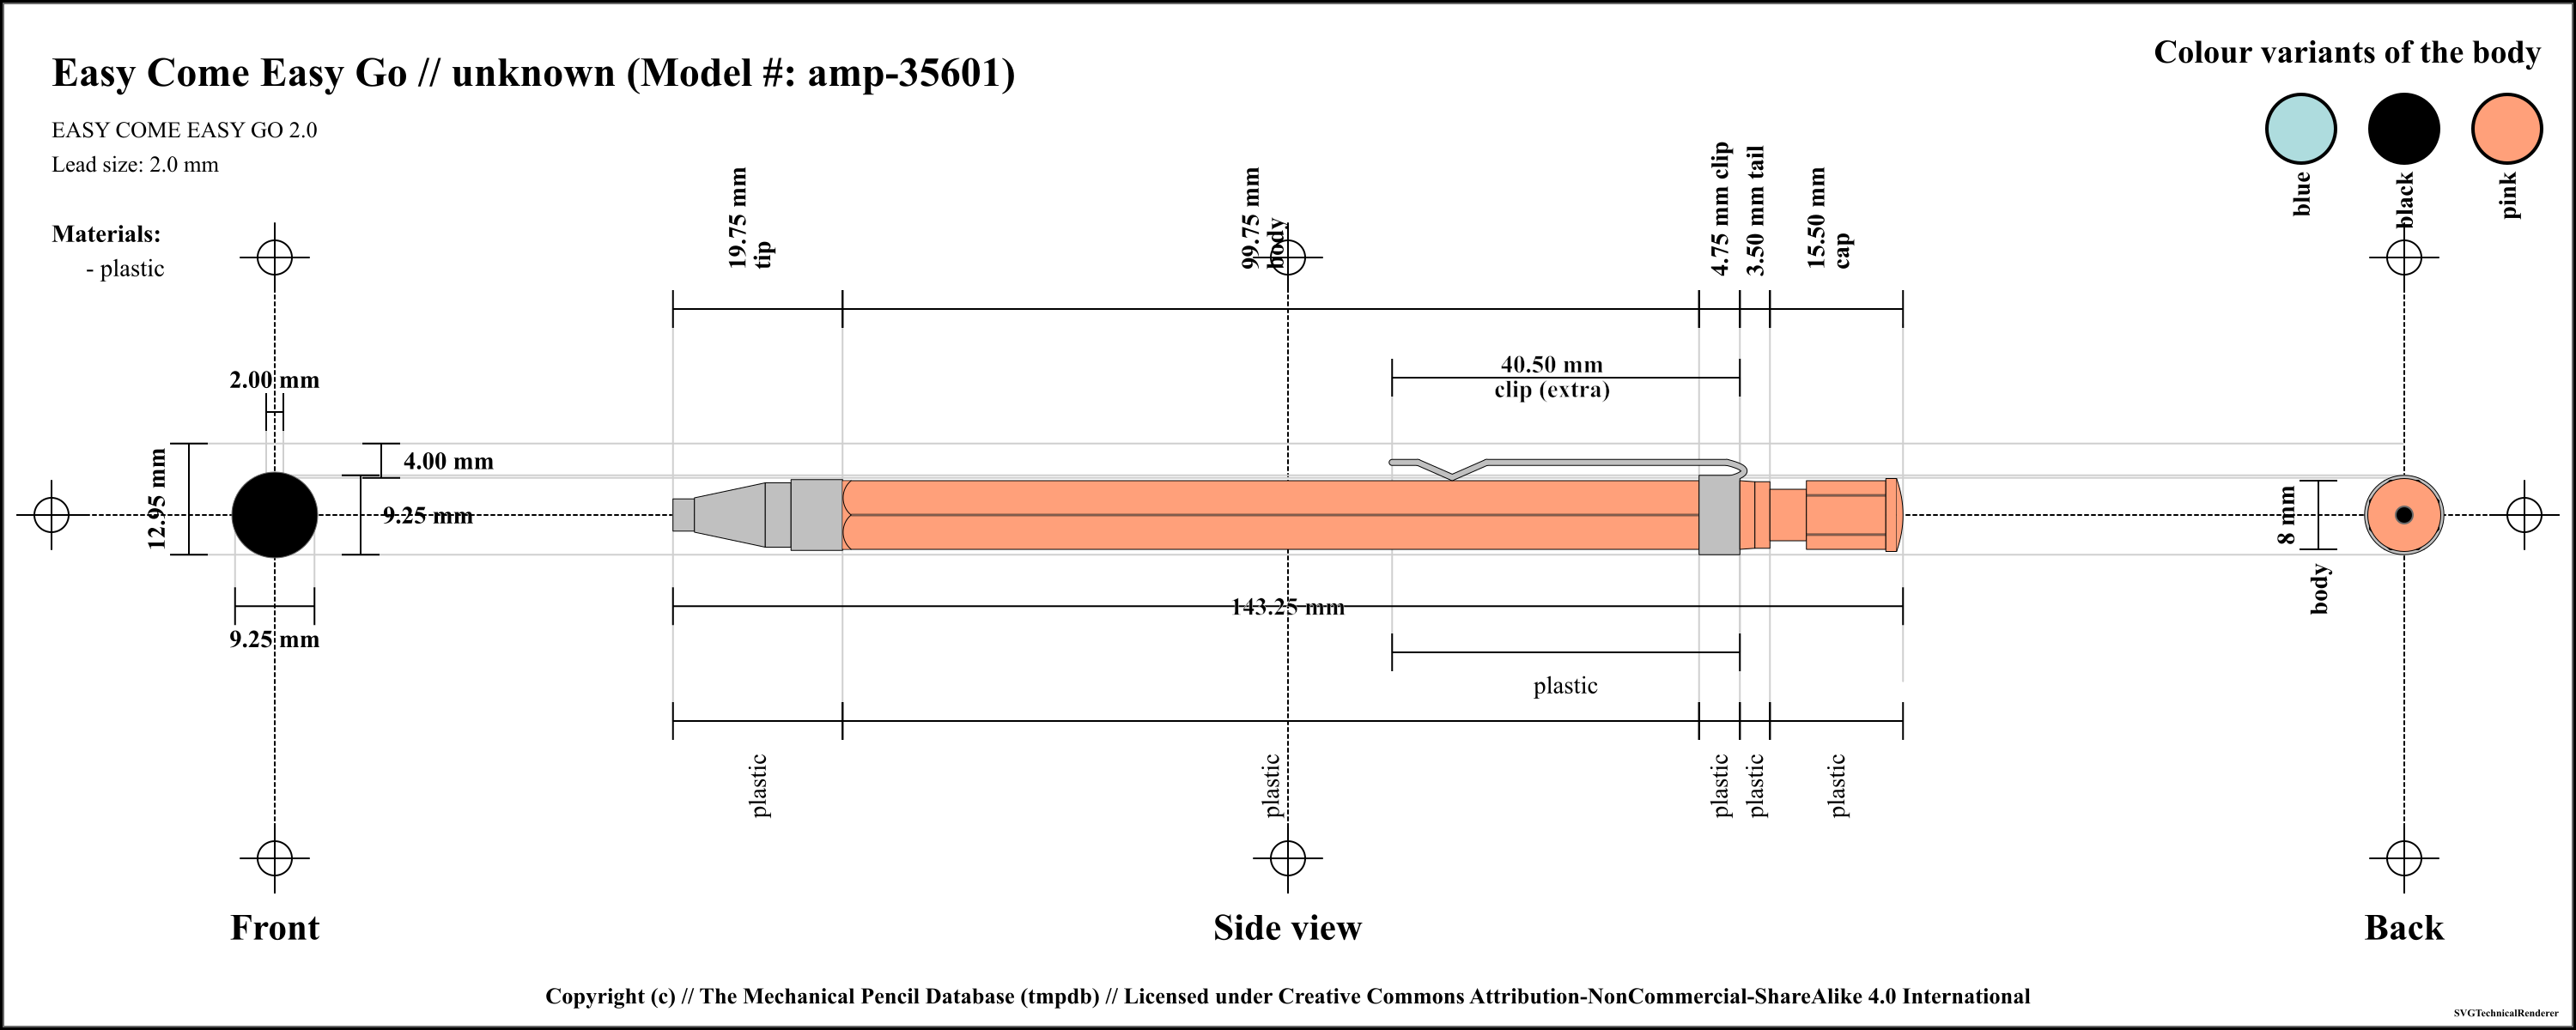 Easy Come Easy Go // unknown (Model #: amp-35601)
EASY COME EASY GO 2.0
Lead size: 2.0 mm
Materials:
- plastic
Colour variants of the body
blue
black
pink
19.75 mm
tip
99.75 mm
body
4.75 mm clip
3.50 mm tail
15.50 mm
cap
40.50 mm
clip (extra)
2.00 mm
4.00 mm
12.95 mm
9.25 mm
9.25 mm
8 mm
body
143.25 mm
plastic
plastic
plastic
plastic
plastic
plastic
Front
Side view
Back
Copyright (c) // The Mechanical Pencil Database (tmpdb) // Licensed under Creative Commons Attribution-NonCommercial-ShareAlike 4.0 International
SVGTechnicalRenderer